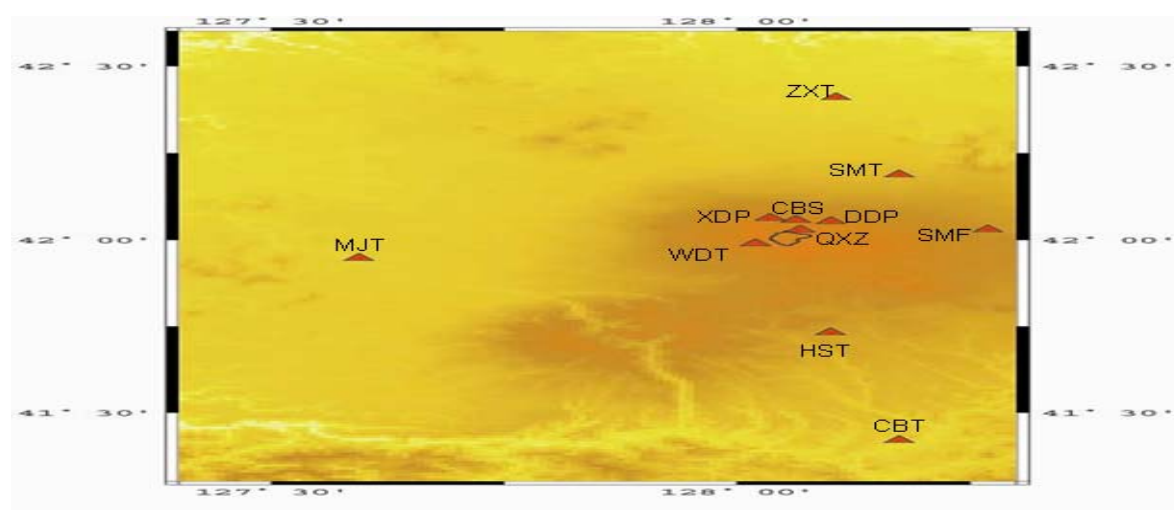 127° 30' 128° 00'
42° 30' 42° 30'
ZXT
SMT
XDP CBS DDP
42° 00' MJT WDT QXZ SMF 42° 00'
HST
41° 30' CBT 41° 30'
127° 30' 128° 00'